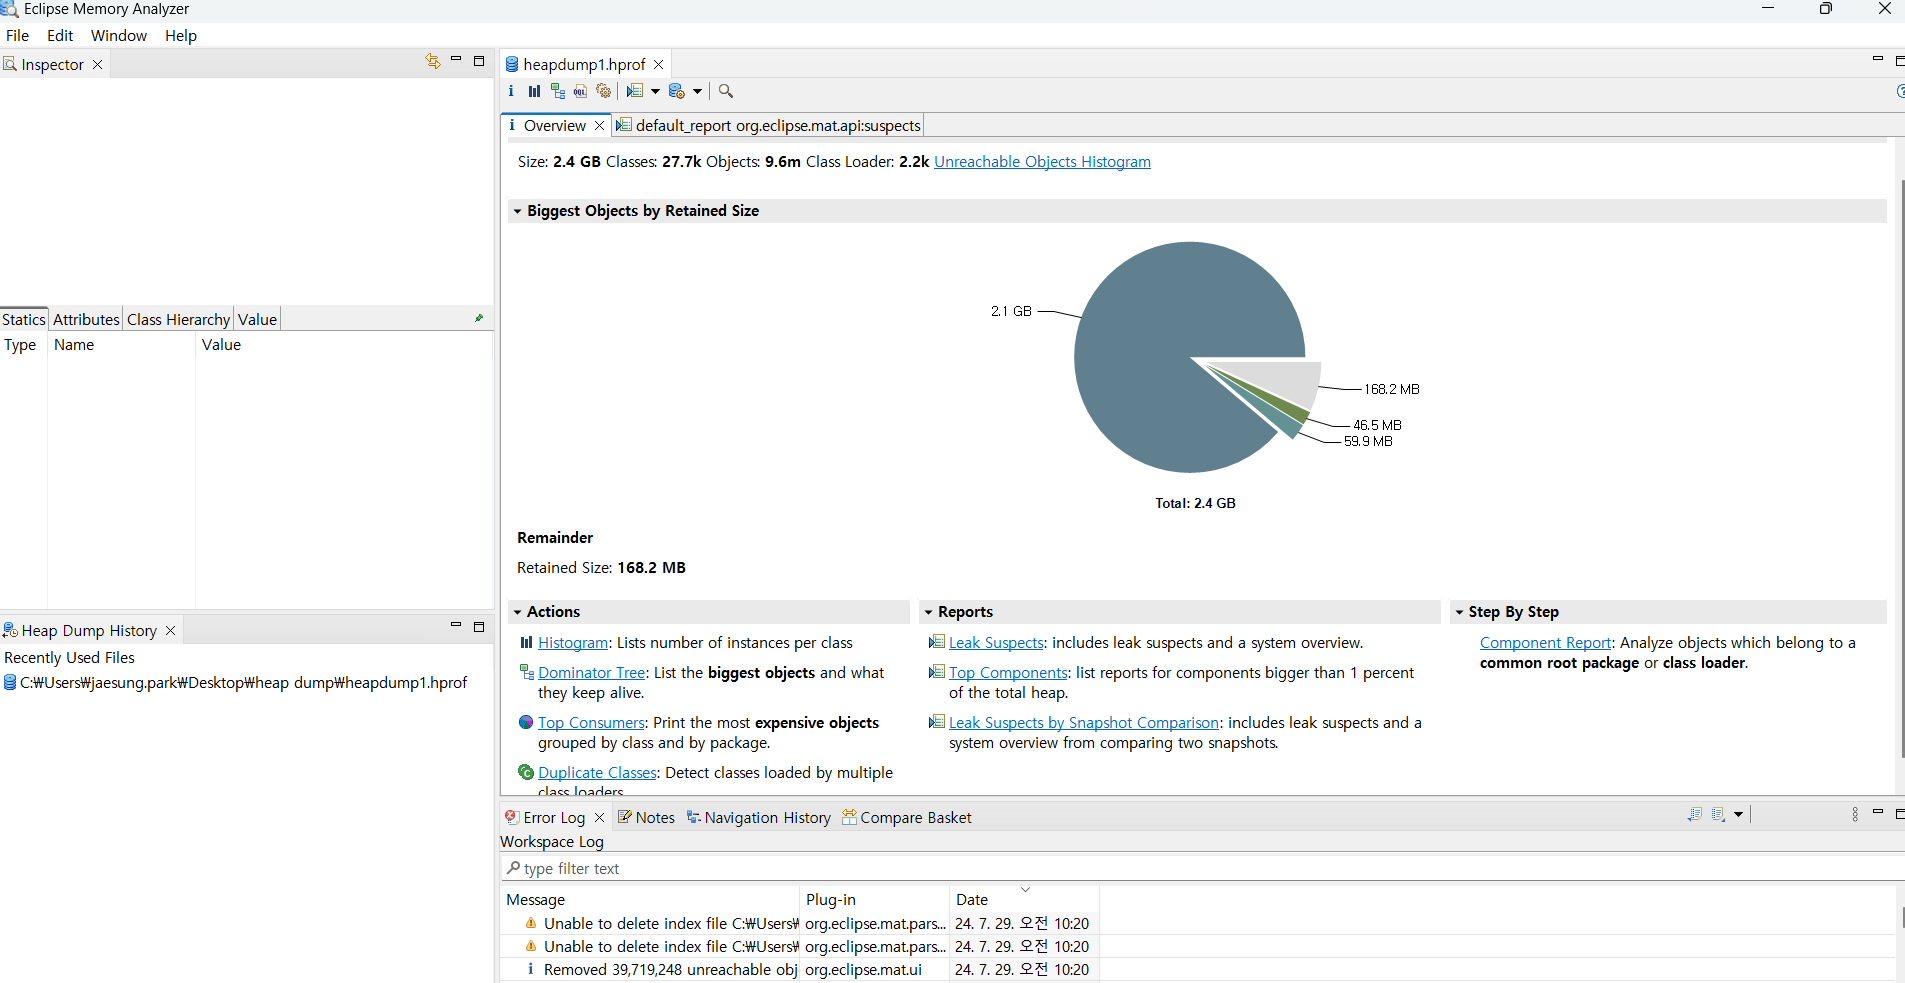 Eclipse Memory Analyzer
File Edit Window Help
Inspector
Statics Attributes Class Hierarchy Value
Type Name Value
Heap Dump History
Recently Used Files
C:₩Users₩jaesung.park₩Desktop₩heap dump₩heapdump1.hprof
heapdump1.hprof
i OQL
i Overview default_report org.eclipse.mat.api:suspects
Size: 2.4 GB Classes: 27.7k Objects: 9.6m Class Loader: 2.2k Unreachable Objects Histogram
Biggest Objects by Retained Size
2.1 GB
168.2 MB
46.5 MB
59.9 MB
Total: 2.4 GB
Remainder
Retained Size: 168.2 MB
Actions
Histogram: Lists number of instances per class
Dominator Tree: List the biggest objects and what
they keep alive.
Top Consumers: Print the most expensive objects
grouped by class and by package.
Duplicate Classes: Detect classes loaded by multiple
class loaders
Reports
Leak Suspects: includes leak suspects and a system overview.
Top Components: list reports for components bigger than 1 percent
of the total heap.
Leak Suspects by Snapshot Comparison: includes leak suspects and a
system overview from comparing two snapshots.
Step By Step
Component Report: Analyze objects which belong to a
common root package or class loader.
Error Log Notes Navigation History Compare Basket
Workspace Log
type filter text
Message Plug-in Date
Unable to delete index file C:₩Users₩ org.eclipse.mat.pars... 24. 7. 29. 오전 10:20
Unable to delete index file C:₩Users₩ org.eclipse.mat.pars... 24. 7. 29. 오전 10:20
i Removed 39,719,248 unreachable obj org.eclipse.mat.ui 24. 7. 29. 오전 10:20